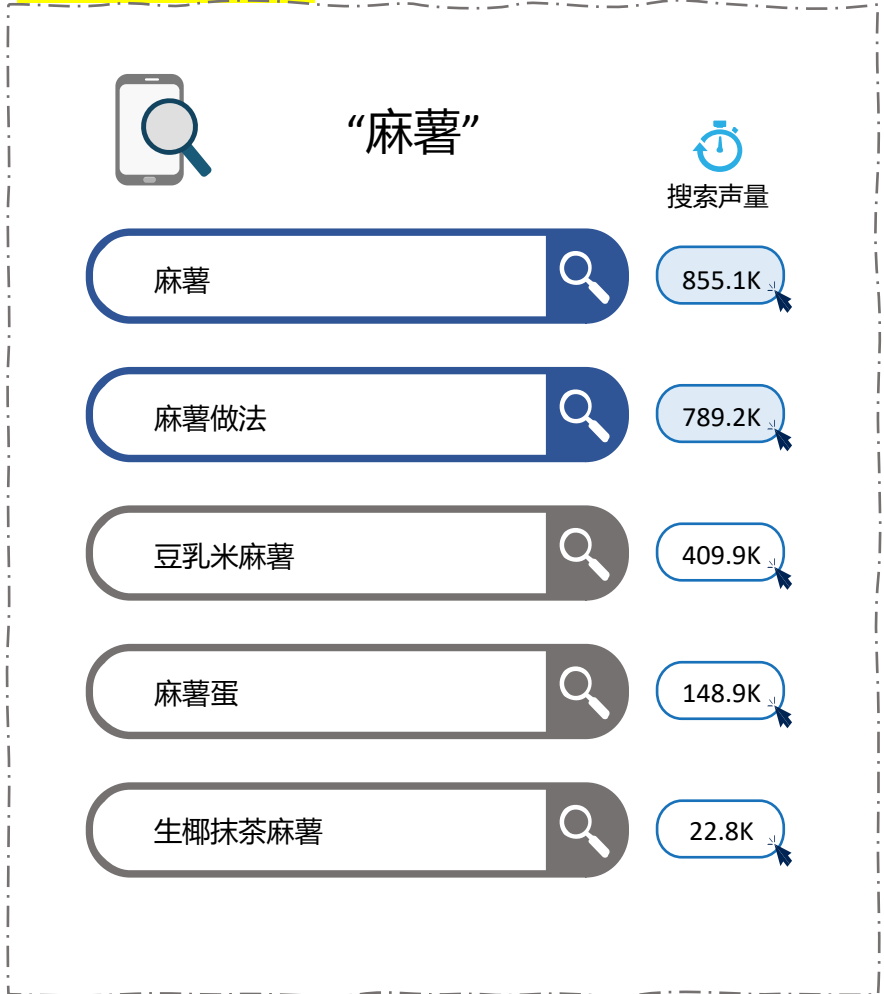 “麻薯”
搜索声量
麻薯
855.1K
麻薯做法
789.2K
豆乳米麻薯
409.9K
麻薯蛋
148.9K
生椰抹茶麻薯
22.8K